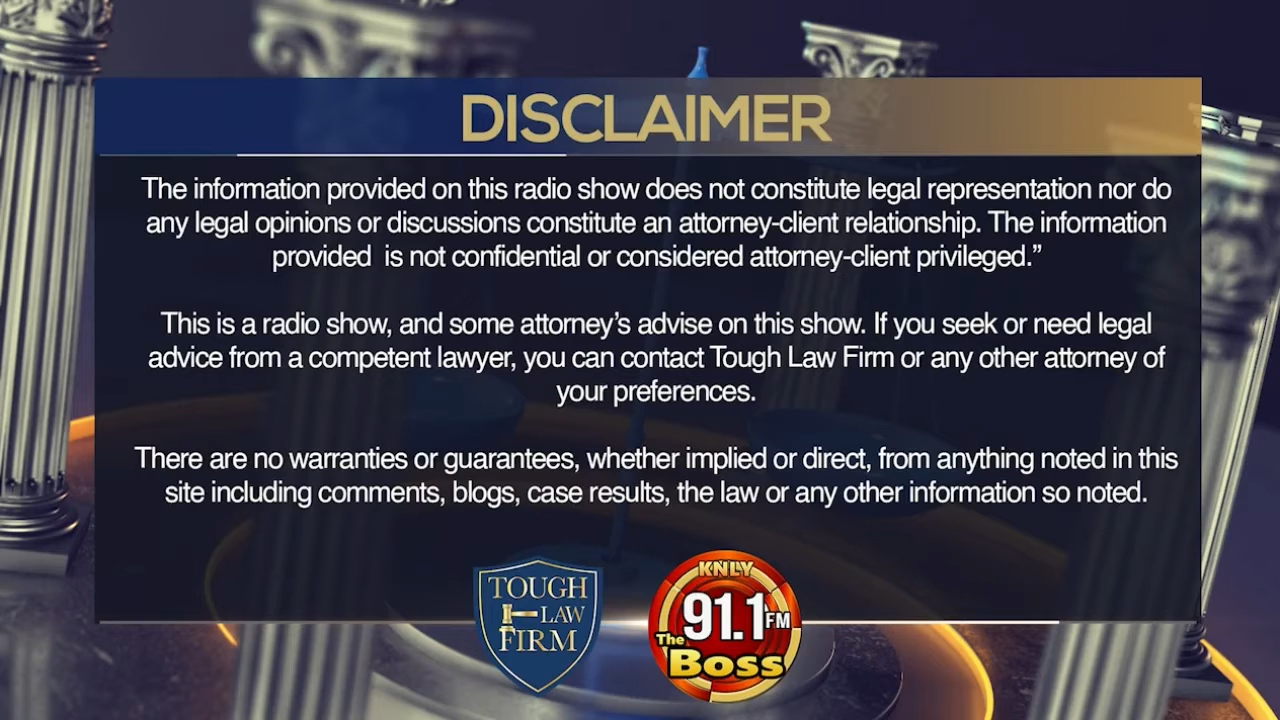 DISCLAIMER
The information provided on this radio show does not constitute legal representation nor do
any legal opinions or discussions constitute an attorney-client relationship. The information
provided  is not confidential or considered attorney-client privileged.”
This is a radio show, and some attorney’s advise on this show. If you seek or need legal
advice from a competent lawyer, you can contact Tough Law Firm or any other attorney of
your preferences.
There are no warranties or guarantees, whether implied or direct, from anything noted in this
site including comments, blogs, case results, the law or any other information so noted.
TOUGH
LAW
FIRM
KNLY
91.1 FM
The
Boss